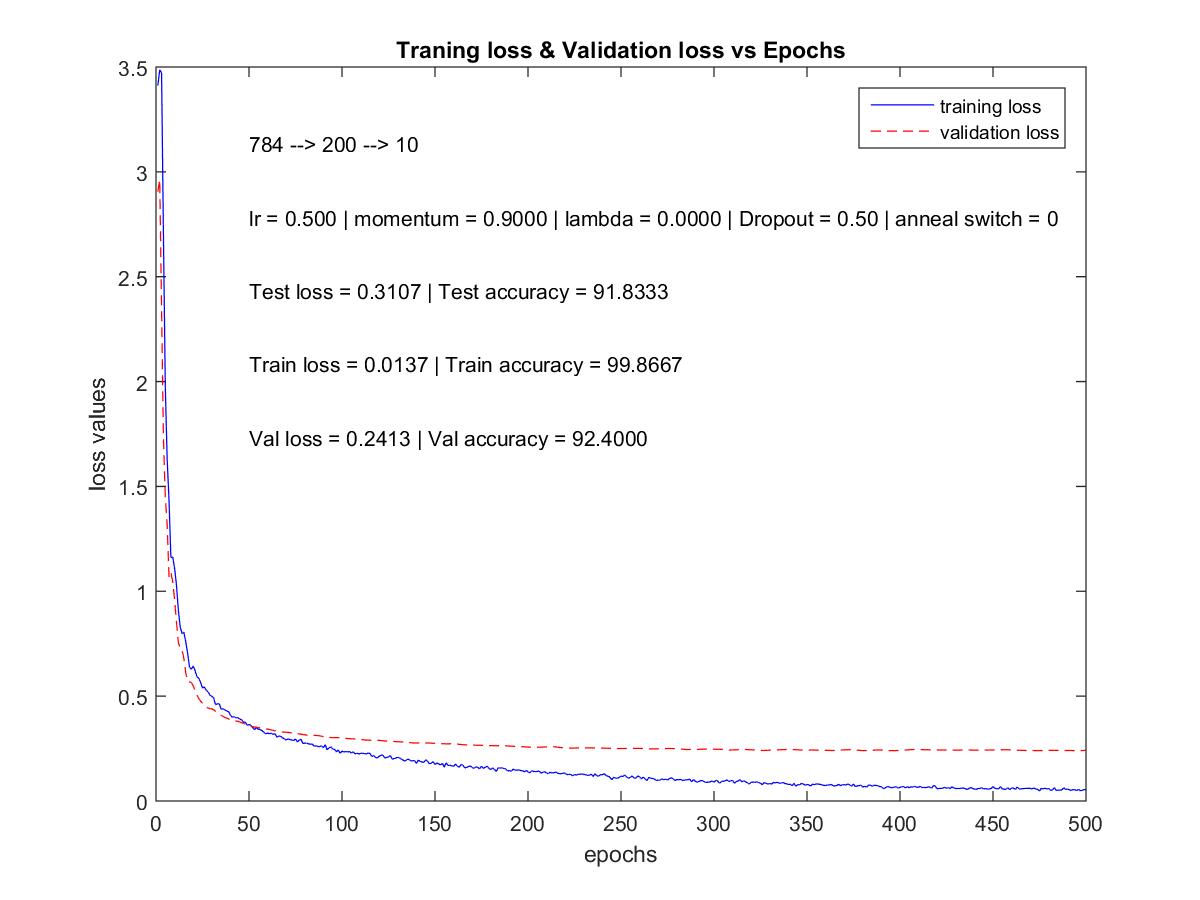 Traning loss & Validation loss vs Epochs
3.5
3
2.5
2
1.5
1
0.5
0
loss values
training loss
validation loss
784 --> 200 --> 10
lr = 0.500 | momentum = 0.9000 | lambda = 0.0000 | Dropout = 0.50 | anneal switch = 0
Test loss = 0.3107 | Test accuracy = 91.8333
Train loss = 0.0137 | Train accuracy = 99.8667
Val loss = 0.2413 | Val accuracy = 92.4000
0 50 100 150 200 250 300 350 400 450 500
epochs